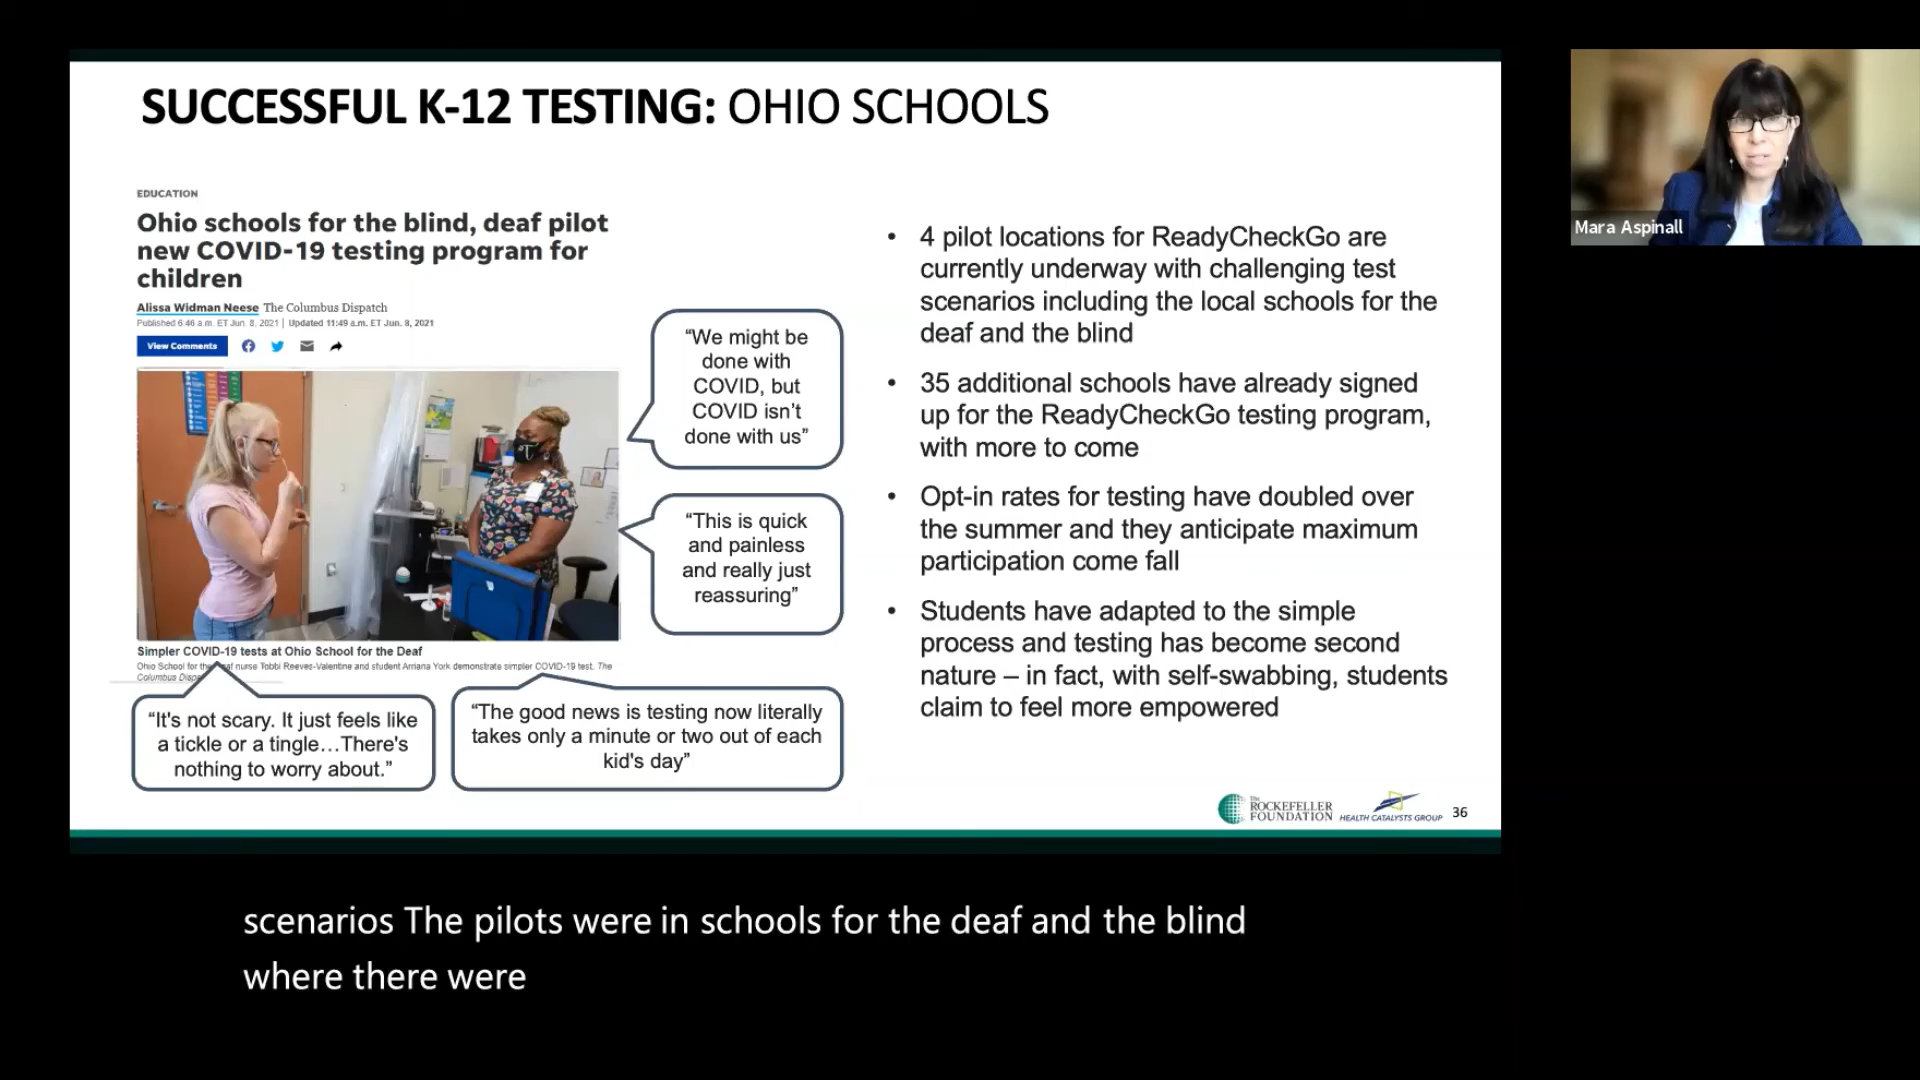 SUCCESSFUL K-12 TESTING: OHIO SCHOOLS
EDUCATION
Ohio schools for the blind, deaf pilot
new COVID-19 testing program for
children
Alissa Widman Neese The Columbus Dispatch
Published 6:46 a.m. ET Jun. 8, 2021 | Updated 11:49 a.m. ET Jun. 8, 2021
View Comments
Simpler COVID-19 tests at Ohio School for the Deaf
Ohio School for the nurse Tobbi Reeves-Valentine and student Arriana York demonstrate simpler COVID-19 test. The
Columbus
“We might be
done with
COVID, but
COVID isn’t
done with us”
“This is quick
and painless
and really just
reassuring”
“It's not scary. It just feels like
a tickle or a tingle…There's
nothing to worry about.”
“The good news is testing now literally
takes only a minute or two out of each
kid's day”
• 4 pilot locations for ReadyCheckGo are
currently underway with challenging test
scenarios including the local schools for the
deaf and the blind
• 35 additional schools have already signed
up for the ReadyCheckGo testing program,
with more to come
• Opt-in rates for testing have doubled over
the summer and they anticipate maximum
participation come fall
• Students have adapted to the simple
process and testing has become second
nature – in fact, with self-swabbing, students
claim to feel more empowered
The
ROCKEFELLER
FOUNDATION
HEALTH CATALYSTS GROUP
36
Mara Aspinall
scenarios The pilots were in schools for the deaf and the blind
where there were